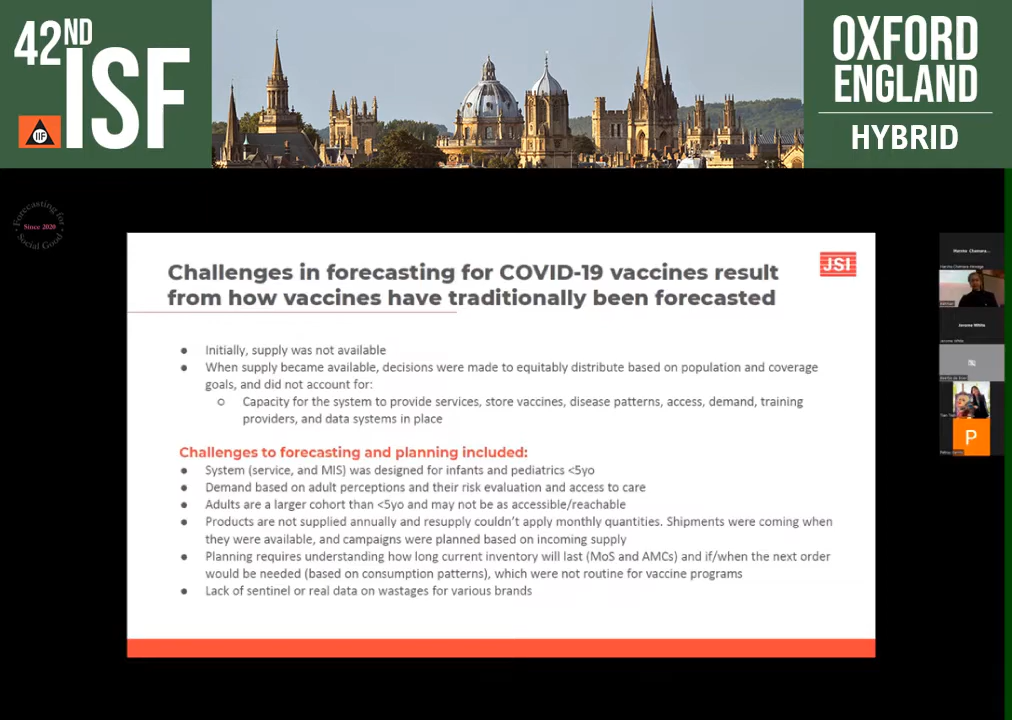 42ND
ISF
IIF
OXFORD
ENGLAND
HYBRID
Forecasting for
Since 2020
Social Good
JSI
Challenges in forecasting for COVID-19 vaccines result
from how vaccines have traditionally been forecasted
● Initially, supply was not available
● When supply became available, decisions were made to equitably distribute based on population and coverage
goals, and did not account for:
○ Capacity for the system to provide services, store vaccines, disease patterns, access, demand, training
providers, and data systems in place
Challenges to forecasting and planning included:
● System (service, and MIS) was designed for infants and pediatrics <5yo
● Demand based on adult perceptions and their risk evaluation and access to care
● Adults are a larger cohort than <5yo and may not be as accessible/reachable
● Products are not supplied annually and resupply couldn't apply monthly quantities. Shipments were coming when
they were available, and campaigns were planned based on incoming supply
● Planning requires understanding how long current inventory will last (MoS and AMCs) and if/when the next order
would be needed (based on consumption patterns), which were not routine for vaccine programs
● Lack of sentinel or real data on wastages for various brands
P